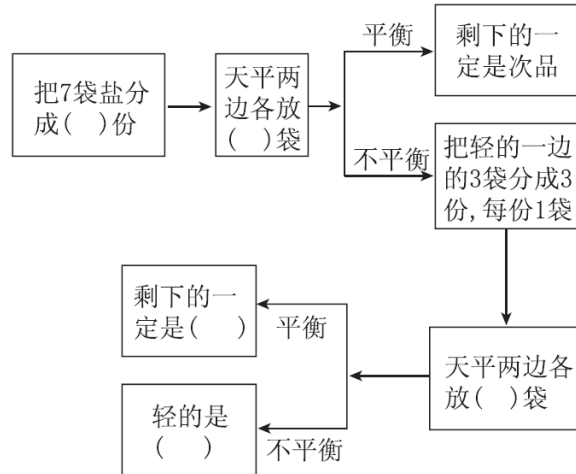 把7袋盐分
成(  )份
天平两
边各放
(  )袋
平衡
不平衡
剩下的一
定是次品
把轻的一边
的3袋分成3
份,每份1袋
天平两边各
放(  )袋
平衡
不平衡
剩下的一
定是(  )
轻的是
(  )